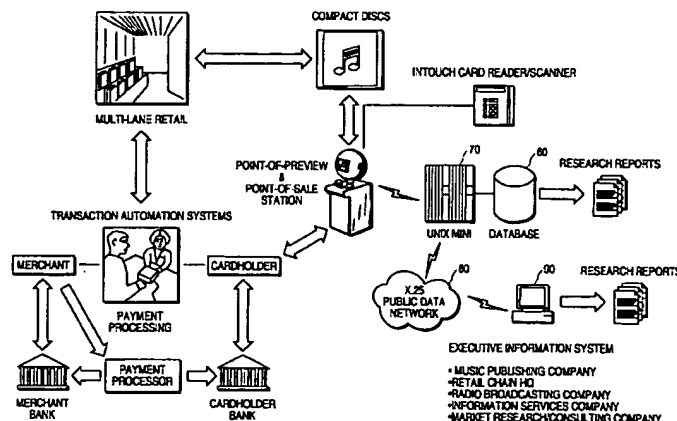 COMPACT DISCS
INTOUCH CARD READER/SCANNER
MULTI-LANE RETAIL
POINT-OF-PREVIEW
&
POINT-OF-SALE
STATION
70
60
RESEARCH REPORTS
UNIX MINI
DATABASE
TRANSACTION AUTOMATION SYSTEMS
MERCHANT
CARDHOLDER
PAYMENT
PROCESSING
80
X.25
PUBLIC DATA
NETWORK
90
RESEARCH REPORTS
PAYMENT
PROCESSOR
MERCHANT
BANK
CARDHOLDER
BANK
EXECUTIVE INFORMATION SYSTEM
• MUSIC PUBLISHING COMPANY
•RETAIL CHAIN HQ
•RADIO BROADCASTING COMPANY
•INFORMATION SERVICES COMPANY
•MARKET RESEARCH/CONSULTING COMPANY